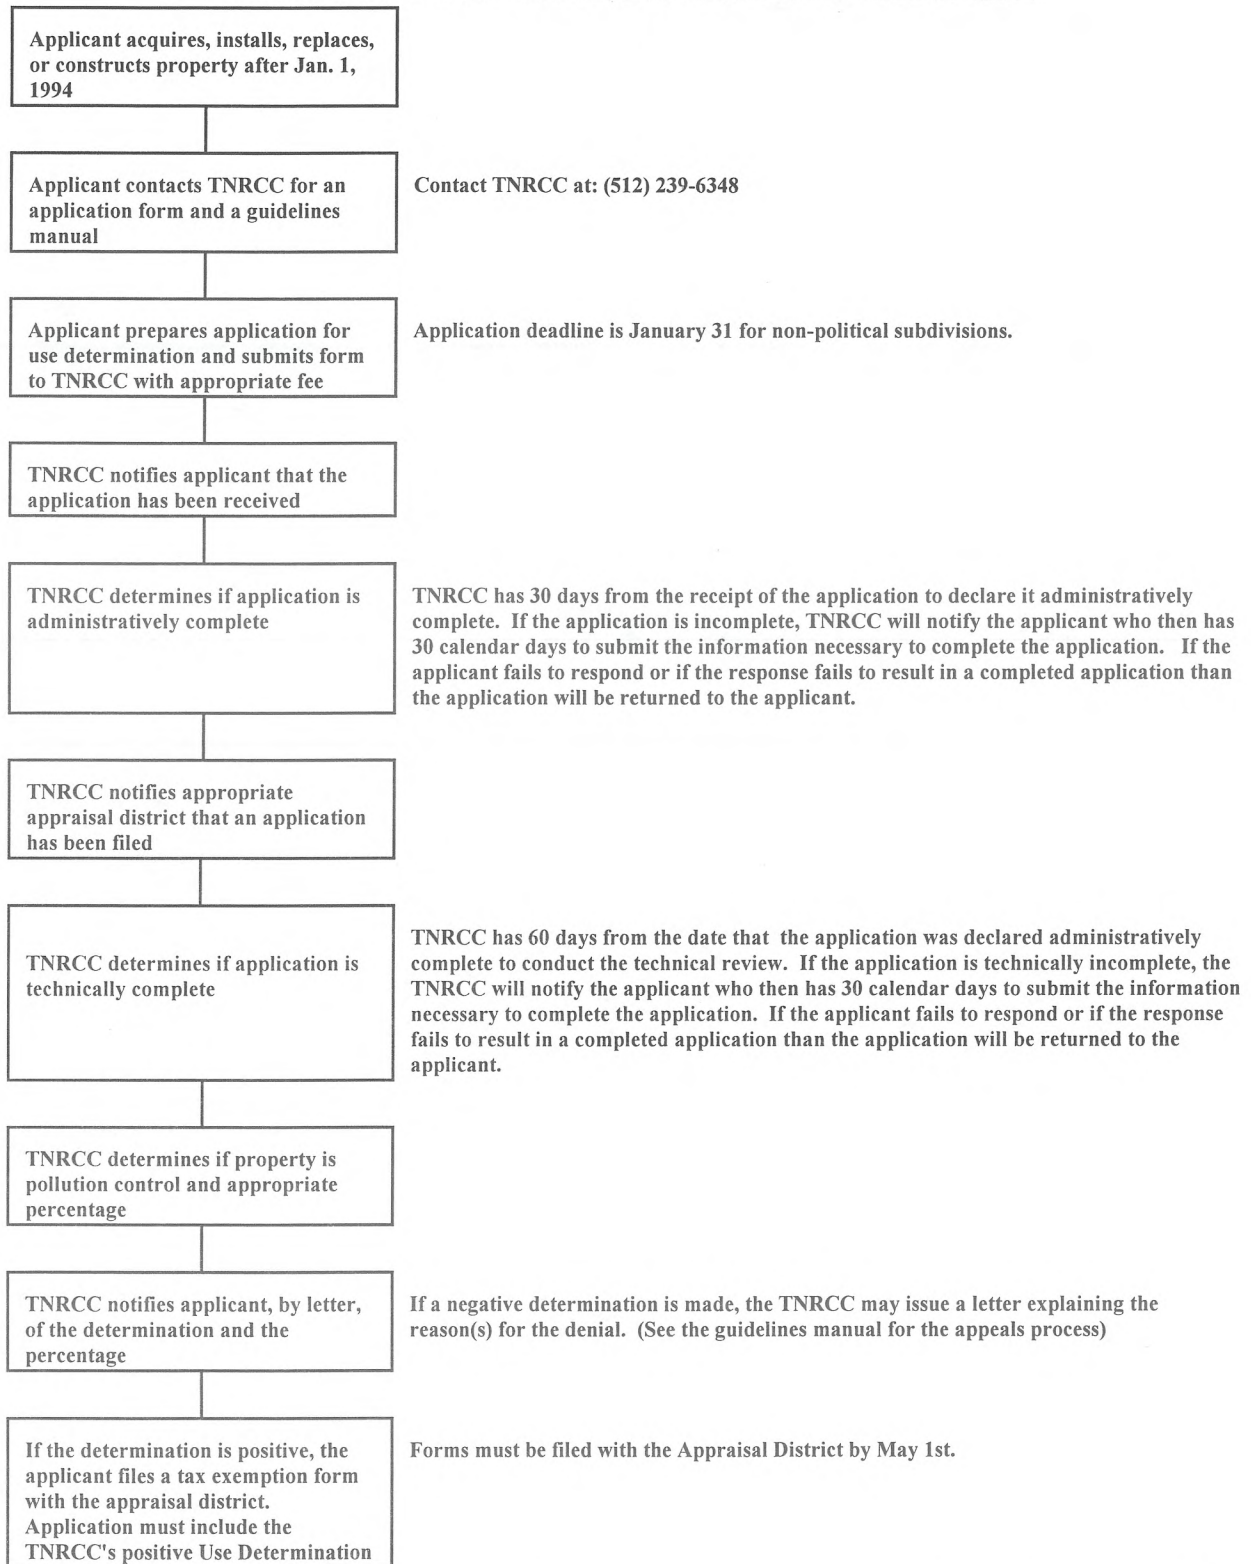 Applicant acquires, installs, replaces,
or constructs property after Jan. 1,
1994
Applicant contacts TNRCC for an
application form and a guidelines
manual
Contact TNRCC at: (512) 239-6348
Applicant prepares application for
use determination and submits form
to TNRCC with appropriate fee
Application deadline is January 31 for non-political subdivisions.
TNRCC notifies applicant that the
application has been received
TNRCC determines if application is
administratively complete
TNRCC has 30 days from the receipt of the application to declare it administratively
complete. If the application is incomplete, TNRCC will notify the applicant who then has
30 calendar days to submit the information necessary to complete the application. If the
applicant fails to respond or if the response fails to result in a completed application than
the application will be returned to the applicant.
TNRCC notifies appropriate
appraisal district that an application
has been filed
TNRCC determines if application is
technically complete
TNRCC has 60 days from the date that the application was declared administratively
complete to conduct the technical review. If the application is technically incomplete, the
TNRCC will notify the applicant who then has 30 calendar days to submit the information
necessary to complete the application. If the applicant fails to respond or if the response
fails to result in a completed application than the application will be returned to the
applicant.
TNRCC determines if property is
pollution control and appropriate
percentage
TNRCC notifies applicant, by letter,
of the determination and the
percentage
If a negative determination is made, the TNRCC may issue a letter explaining the
reason(s) for the denial. (See the guidelines manual for the appeals process)
If the determination is positive, the
applicant files a tax exemption form
with the appraisal district.
Application must include the
TNRCC's positive Use Determination
Forms must be filed with the Appraisal District by May 1st.